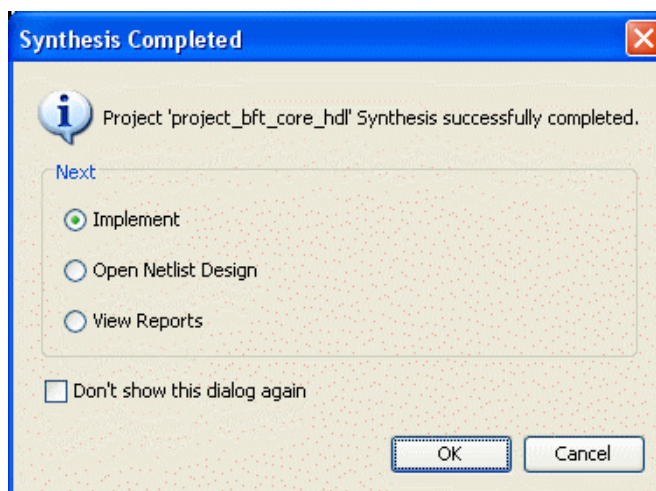 Synthesis Completed
Project 'project_bft_core_hdl' Synthesis successfully completed.
Next
Implement
Open Netlist Design
View Reports
Don't show this dialog again
OK
Cancel